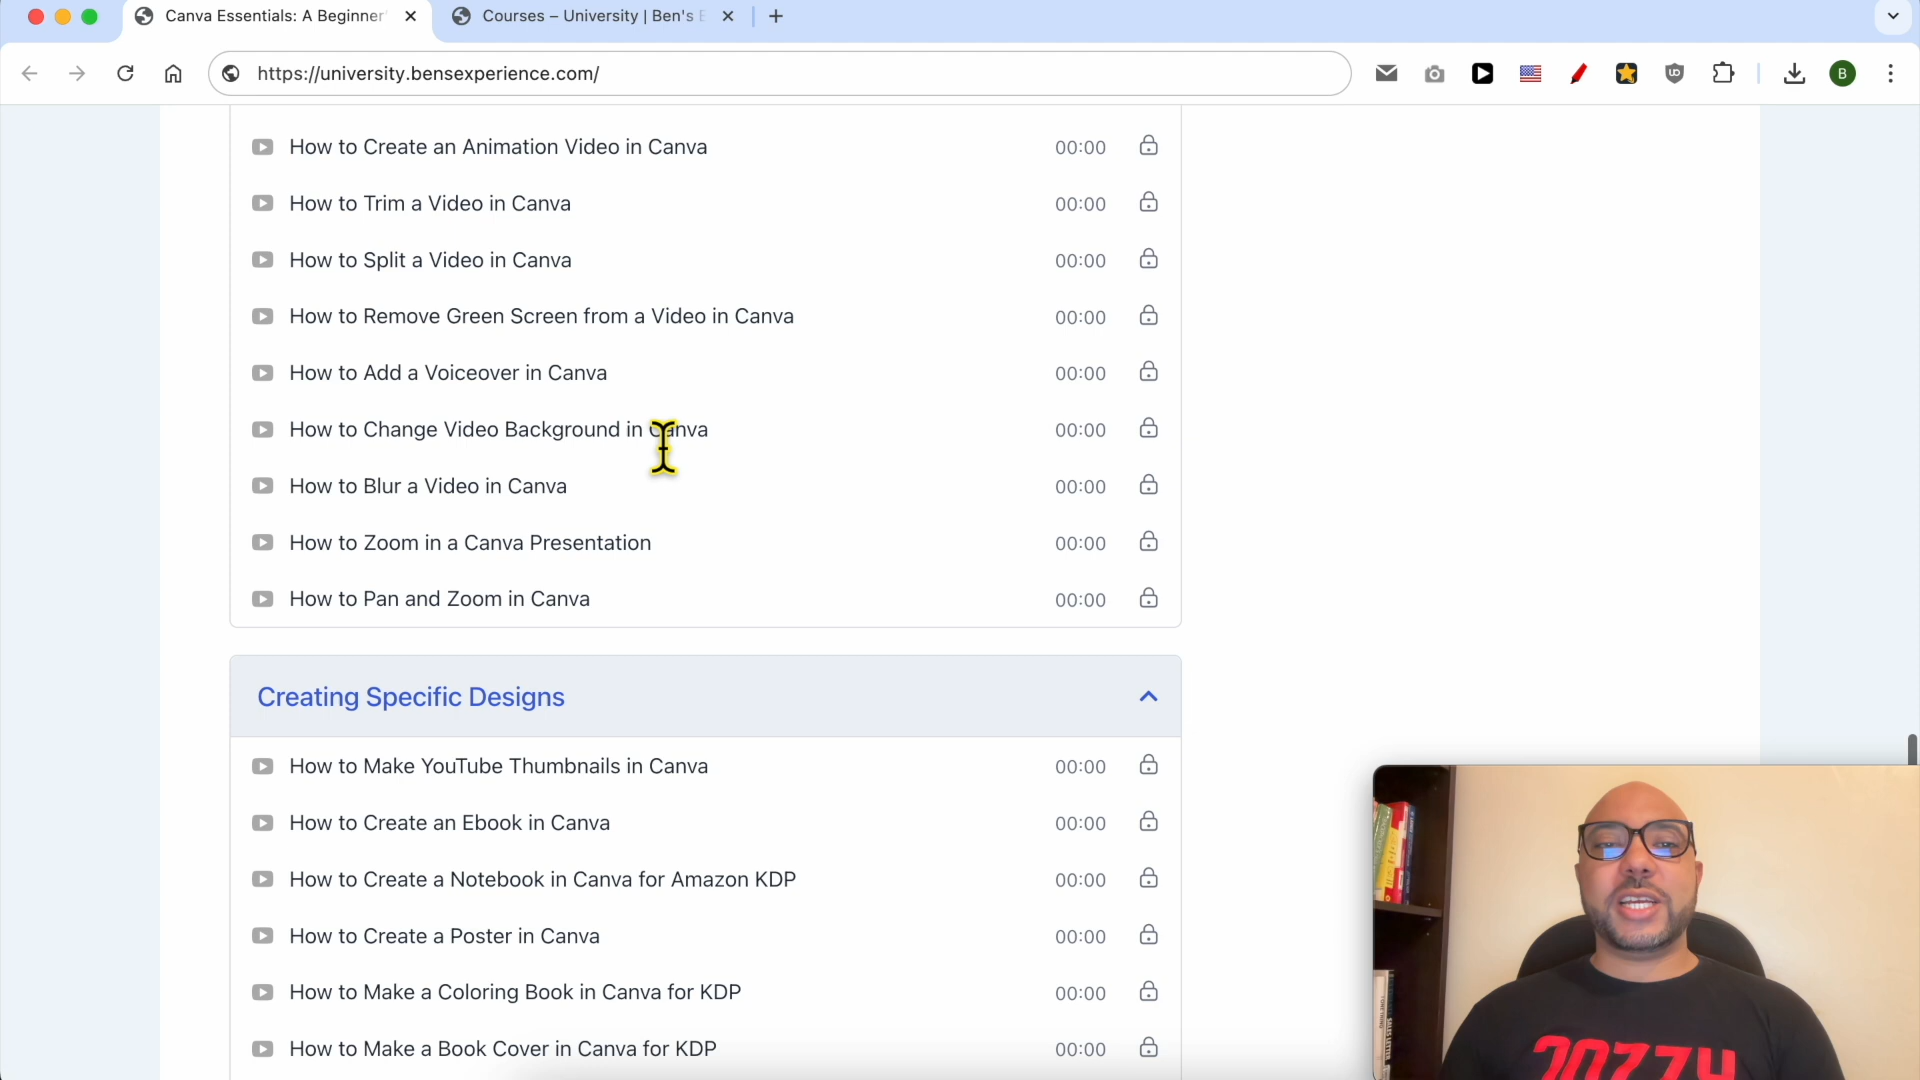 Canva Essentials: A Beginner'
Courses – University | Ben's E
https://university.bensexperience.com/
B
How to Create an Animation Video in Canva 00:00
How to Trim a Video in Canva 00:00
How to Split a Video in Canva 00:00
How to Remove Green Screen from a Video in Canva 00:00
How to Add a Voiceover in Canva 00:00
How to Change Video Background in Canva 00:00
How to Blur a Video in Canva 00:00
How to Zoom in a Canva Presentation 00:00
How to Pan and Zoom in Canva 00:00
Creating Specific Designs
How to Make YouTube Thumbnails in Canva 00:00
How to Create an Ebook in Canva 00:00
How to Create a Notebook in Canva for Amazon KDP 00:00
How to Create a Poster in Canva 00:00
How to Make a Coloring Book in Canva for KDP 00:00
How to Make a Book Cover in Canva for KDP 00:00